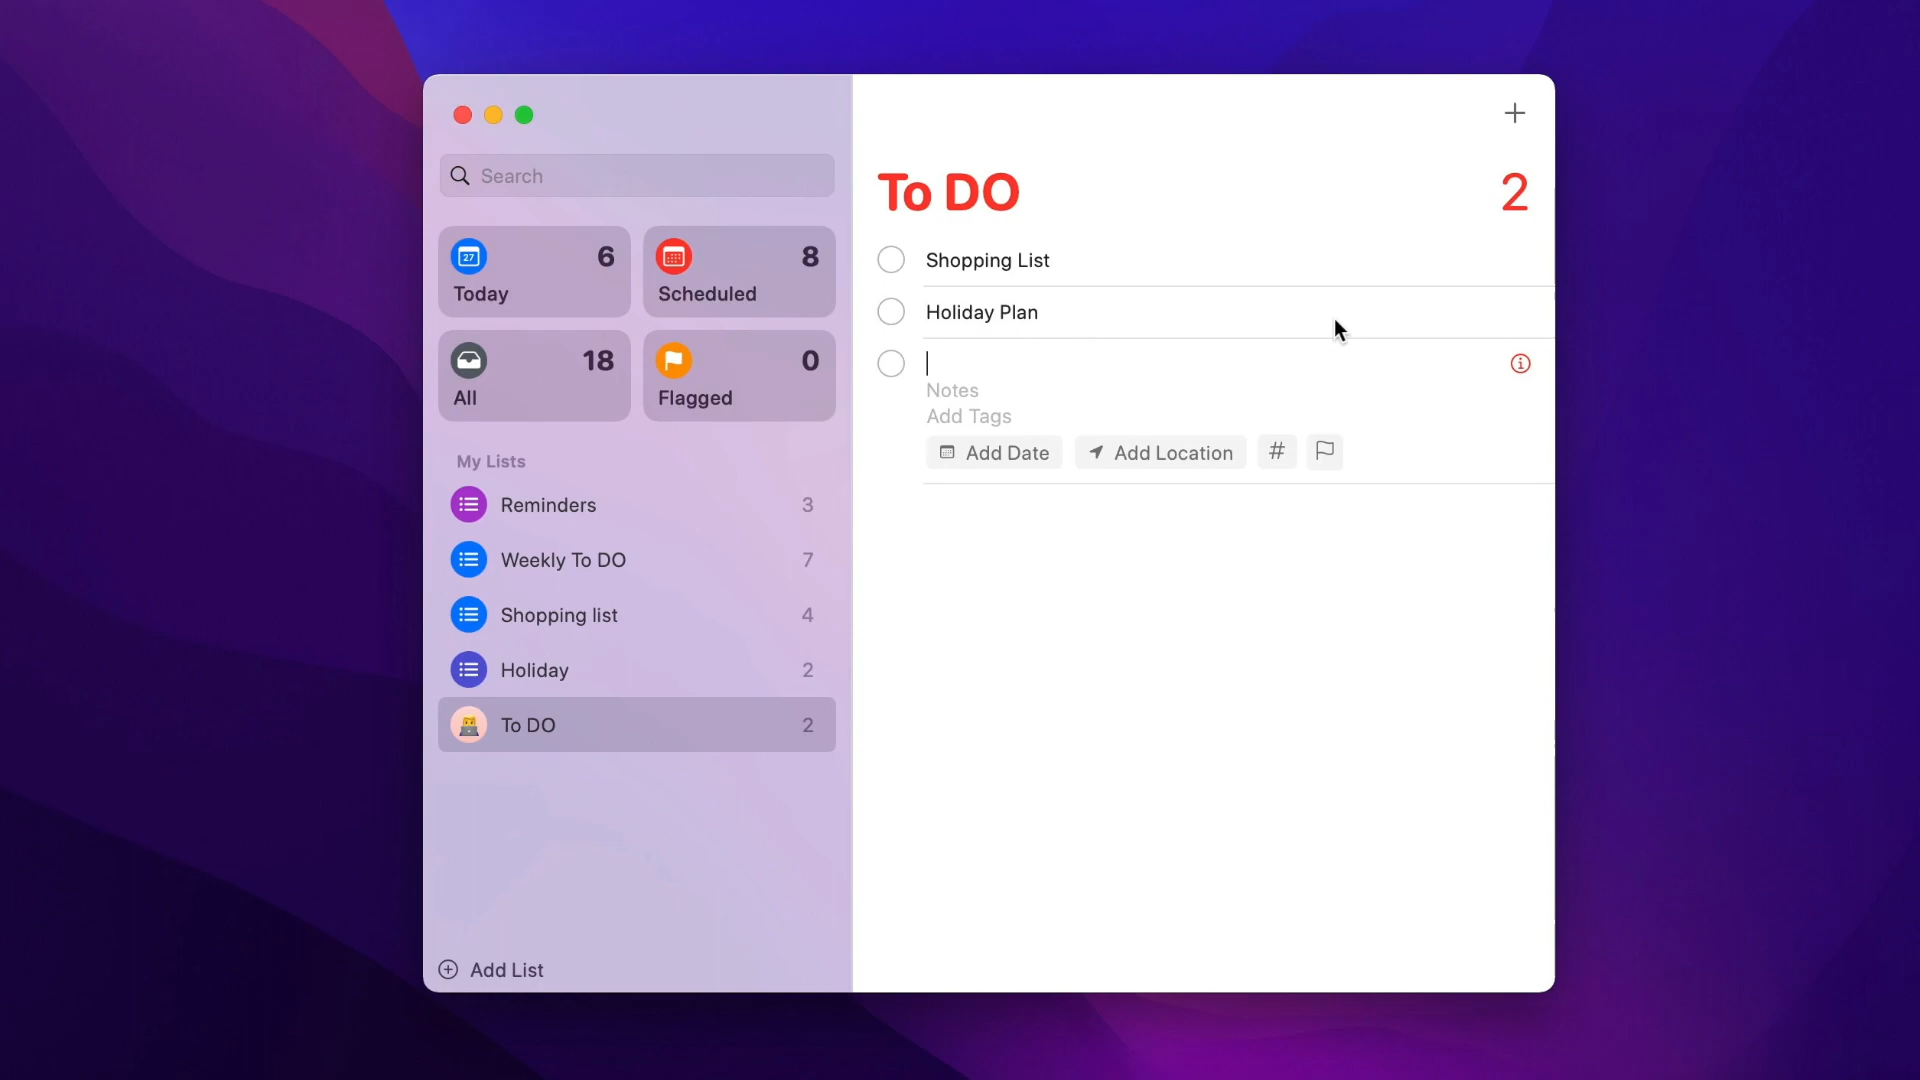 Search
27
6
Today
8
Scheduled
18
All
0
Flagged
My Lists
Reminders 3
Weekly To DO 7
Shopping list 4
Holiday 2
To DO 2
Add List
To DO 2
Shopping List
Holiday Plan
Notes
Add Tags
Add Date Add Location #